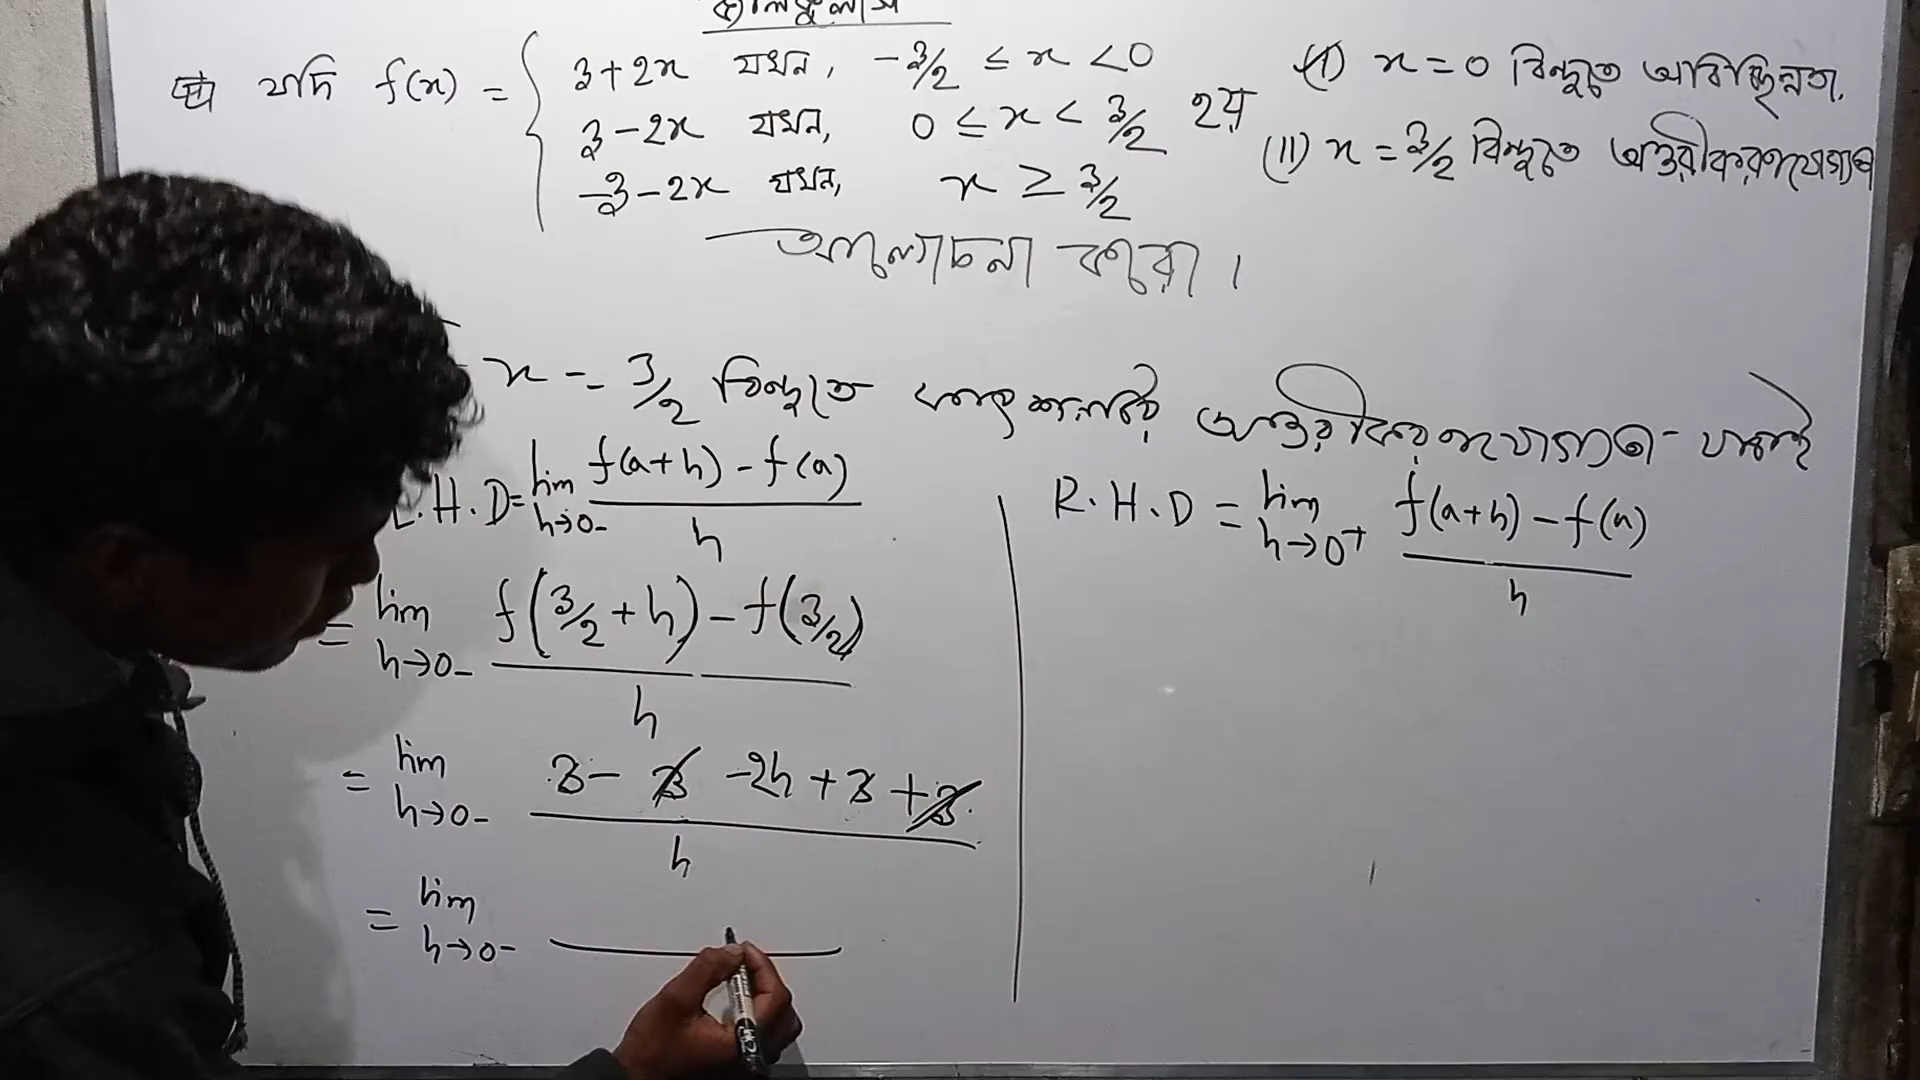 ক্যালকুলাস
যদি f(x) = { 3+2x যখন, -3/2 ≤ x < 0
3-2x যখন, 0 ≤ x < 3/2 হয়
-3-2x যখন, x ≥ 3/2
(I) x = 0 বিন্দুতে অবিচ্ছিন্নতা,
(II) x = 3/2 বিন্দুতে অন্তরীকরণযোগ্যতা
আলোচনা করো।
x = 3/2 বিন্দুতে ফাংশনটির অন্তরীকরণযোগ্যতা যাচাই
L.H.D = lim h→0- f(a+h) - f(a) / h
= lim h→0- f(3/2 + h) - f(3/2) / h
= lim h→0- 3 - 3 - 2h + 3 + 3 / h
= lim h→0-
R.H.D = lim h→0+ f(a+h) - f(a) / h